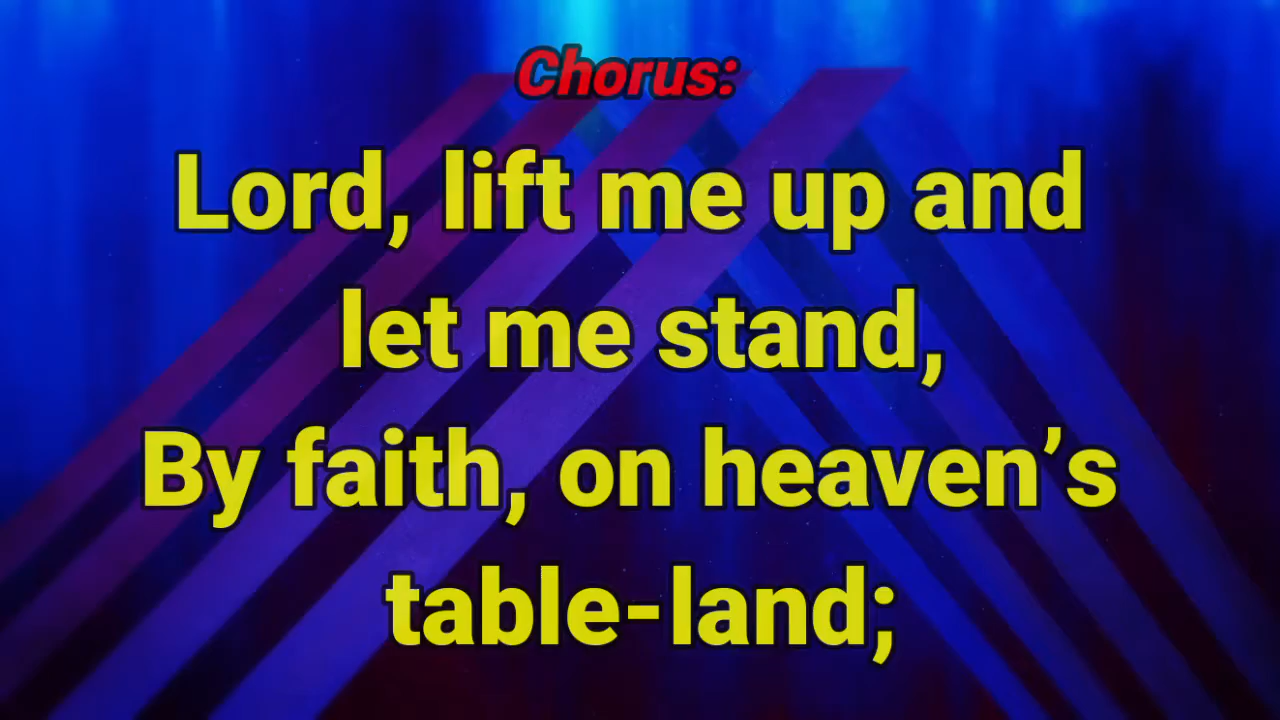 Chorus:
Lord, lift me up and
let me stand,
By faith, on heaven’s
table-land;